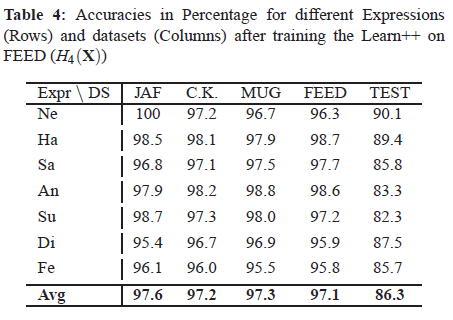 Table 4: Accuracies in Percentage for different Expressions
(Rows) and datasets (Columns) after training the Learn++ on
FEED (H4(X))
Expr \ DS JAF C.K. MUG FEED TEST
Ne 100 97.2 96.7 96.3 90.1
Ha 98.5 98.1 97.9 98.7 89.4
Sa 96.8 97.1 97.5 97.7 85.8
An 97.9 98.2 98.8 98.6 83.3
Su 98.7 97.3 98.0 97.2 82.3
Di 95.4 96.7 96.9 95.9 87.5
Fe 96.1 96.0 95.5 95.8 85.7
Avg 97.6 97.2 97.3 97.1 86.3